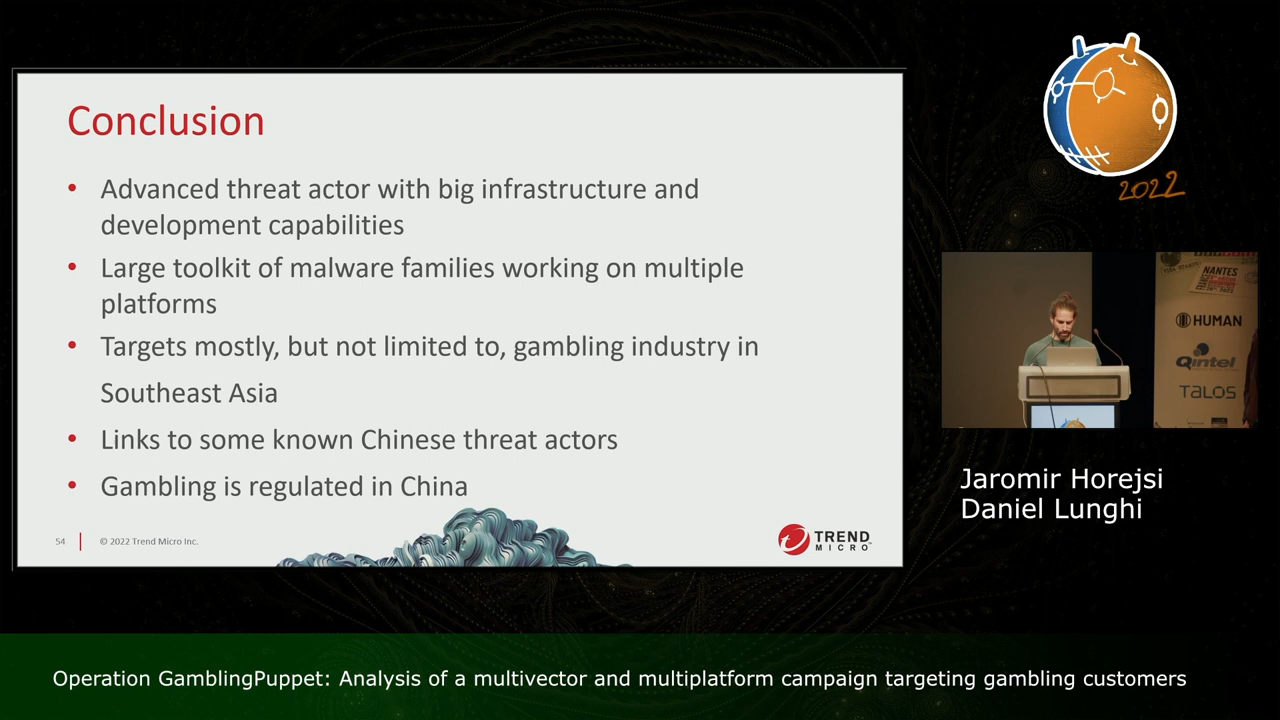 Conclusion
• Advanced threat actor with big infrastructure and
development capabilities
• Large toolkit of malware families working on multiple
platforms
• Targets mostly, but not limited to, gambling industry in
Southeast Asia
• Links to some known Chinese threat actors
• Gambling is regulated in China
54
© 2022 Trend Micro Inc.
TREND
MICRO
2022
NANTES
HUMAN
Qintel
TALOS
Jaromir Horejsi
Daniel Lunghi
Operation GamblingPuppet: Analysis of a multivector and multiplatform campaign targeting gambling customers